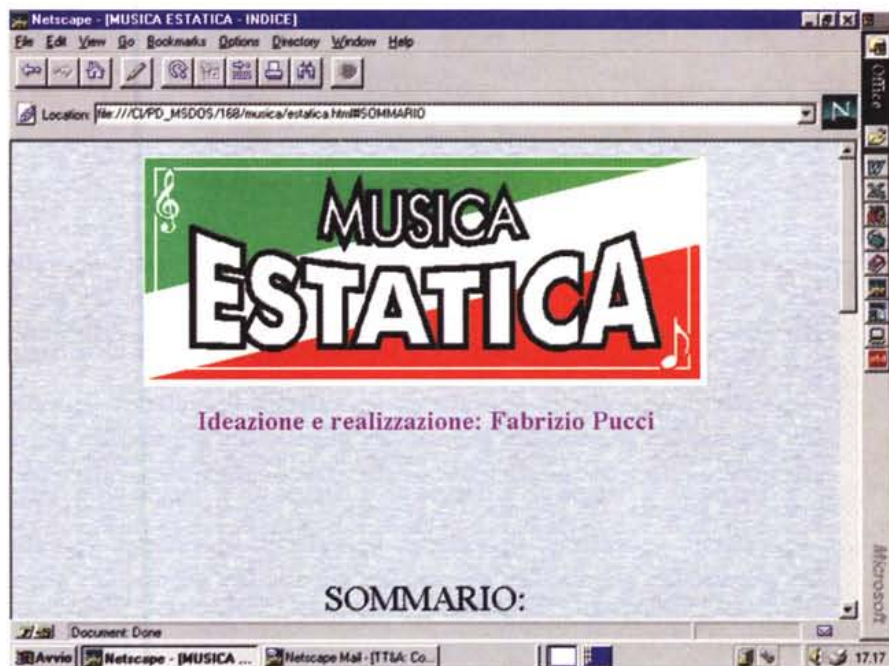 Netscape - [MUSICA ESTATICA - INDICE]
File Edit View Go Bookmarks Options Directory Window Help
Location: file:///C|/PD_MSDOS/168/musica/estatica.html#SOMMARIO
N
Office
MUSICA
ESTATICA
Ideazione e realizzazione: Fabrizio Pucci
SOMMARIO:
Microsoft
Document: Done
Avvio Netscape - [MUSICA ... Netscape Mail - [TT&A: Co... 17.17